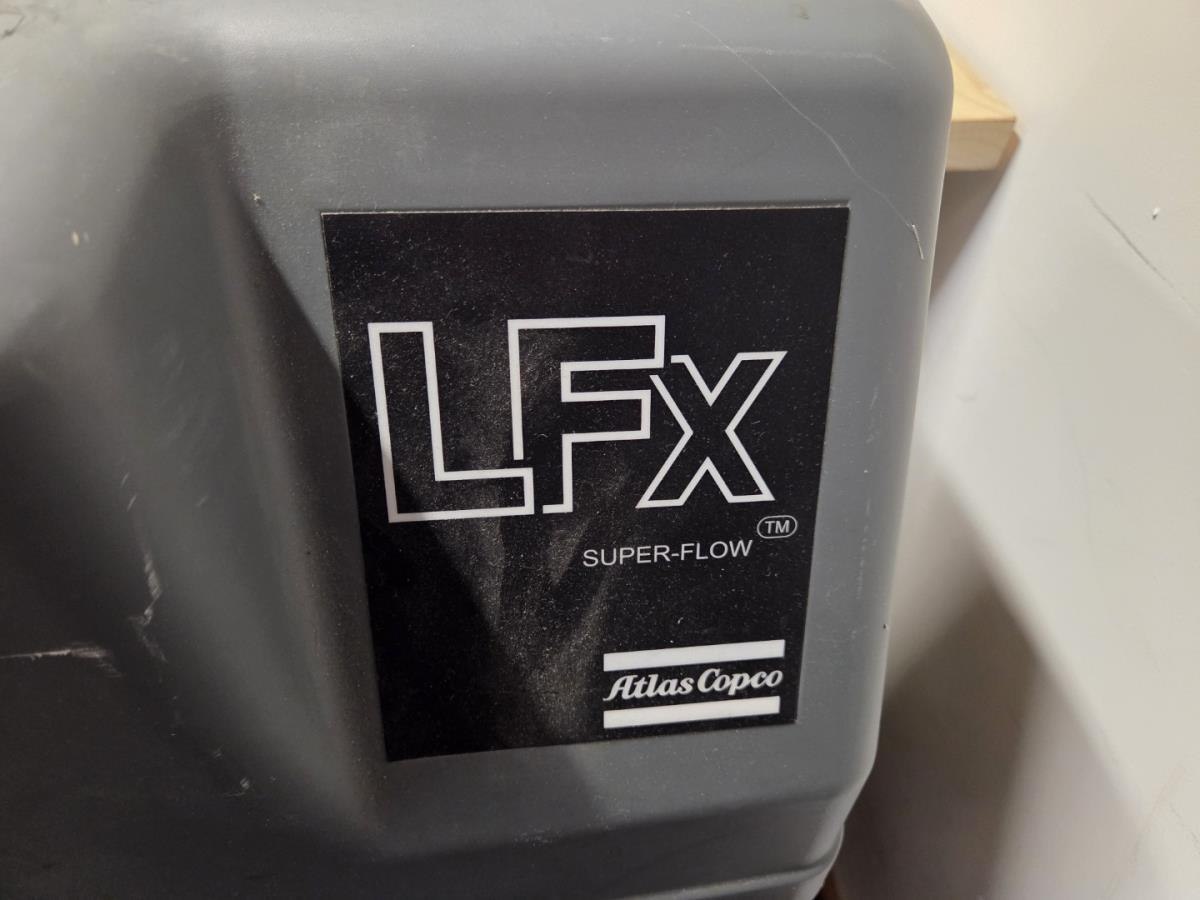 LFx
TM
SUPER-FLOW
Atlas Copco